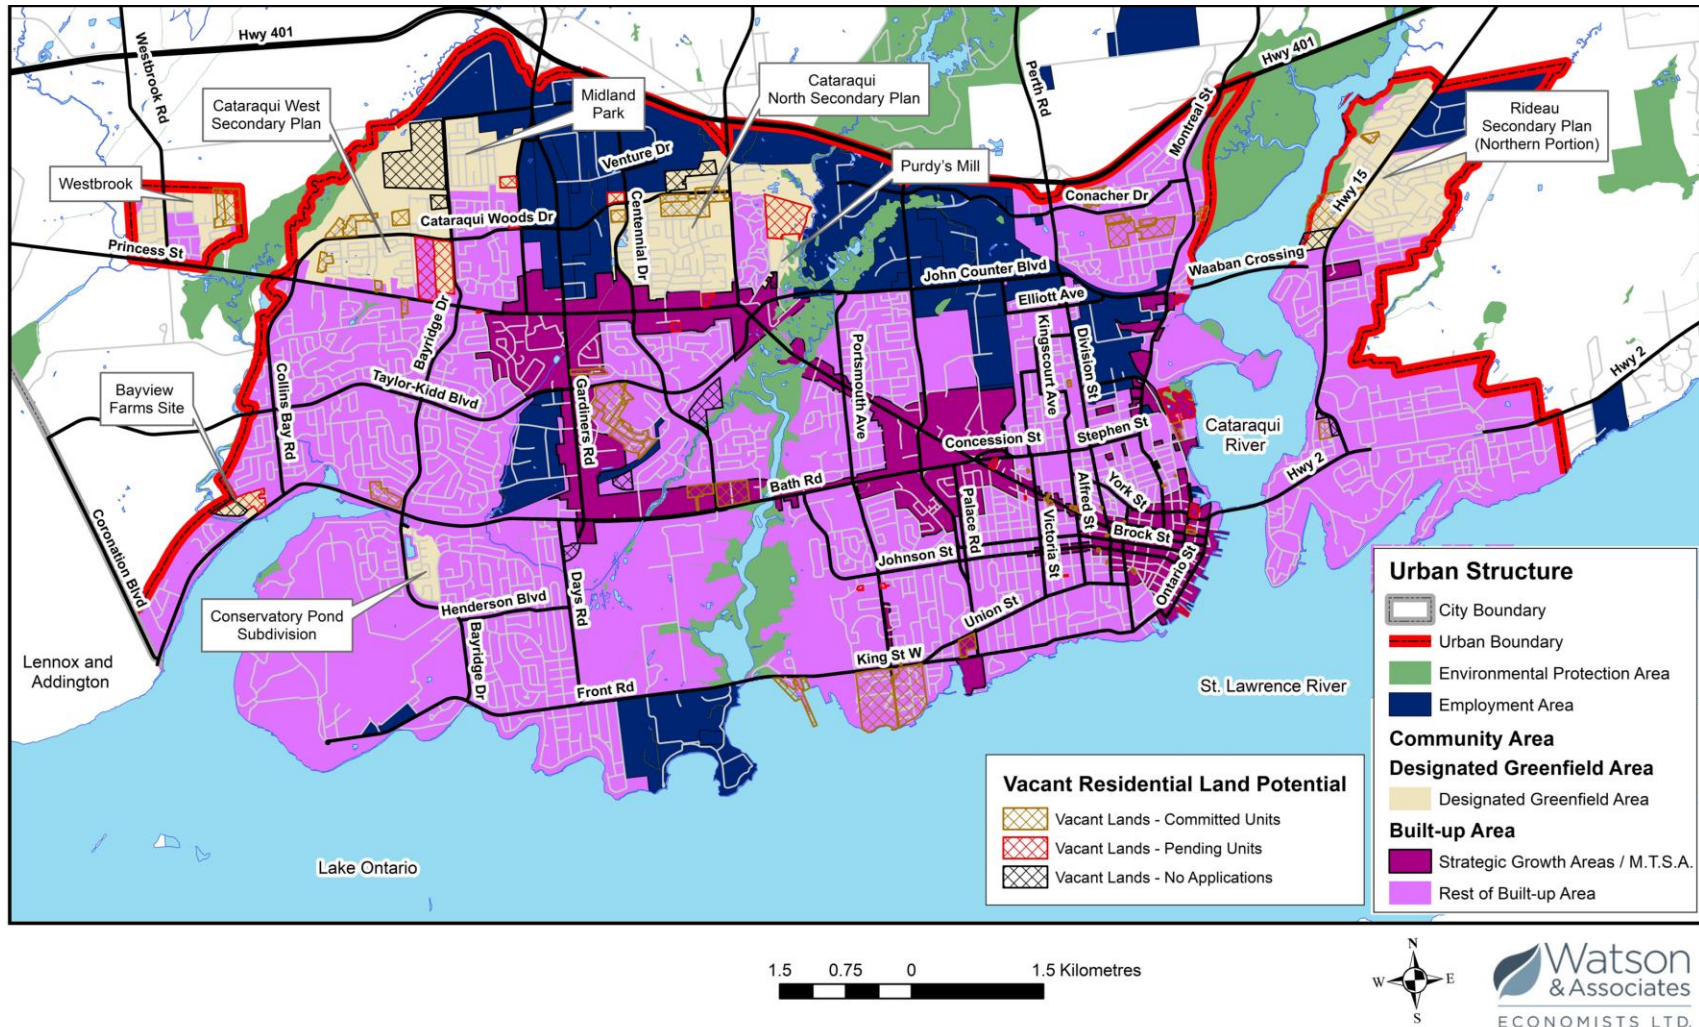 Hwy 401
Westbrook Rd
Cataraqui West
Secondary Plan
Midland
Park
Cataraqui
North Secondary Plan
Perth Rd
Hwy 401
Montreal St
Rideau
Secondary Plan
(Northern Portion)
Westbrook
Venture Dr
Purdy's Mill
Conacher Dr
Hwy 15
Princess St
Cataraqui Woods Dr
Centennial Dr
John Counter Blvd
Waaban Crossing
Elliott Ave
Bayridge Dr
Kingscourt Ave
Division St
Portsmouth Ave
Hwy 2
Bayview
Farms Site
Collins Bay Rd
Taylor-Kidd Blvd
Gardiners Rd
Concession St
Stephen St
Cataraqui
River
Hwy 2
Bath Rd
York St
Alfred St
Palace Rd
Victoria St
Brock St
Coronation Blvd
Johnson St
Ontario St
Conservatory Pond
Subdivision
Henderson Blvd
Days Rd
Union St
Bayridge Dr
King St W
Front Rd
Lennox and
Addington
St. Lawrence River
Lake Ontario
Vacant Residential Land Potential
Vacant Lands - Committed Units
Vacant Lands - Pending Units
Vacant Lands - No Applications
Urban Structure
City Boundary
Urban Boundary
Environmental Protection Area
Employment Area
Community Area
Designated Greenfield Area
Designated Greenfield Area
Built-up Area
Strategic Growth Areas / M.T.S.A.
Rest of Built-up Area
1.5 0.75 0 1.5 Kilometres
N
W E
S
Watson
& Associates
ECONOMISTS LTD.